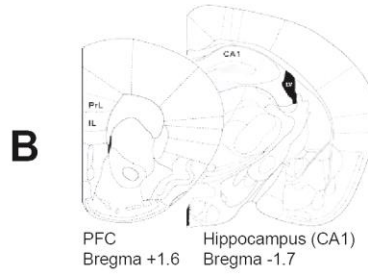 CA1
PrL
IL
B
PFC Hippocampus (CA1)
Bregma +1.6 Bregma -1.7